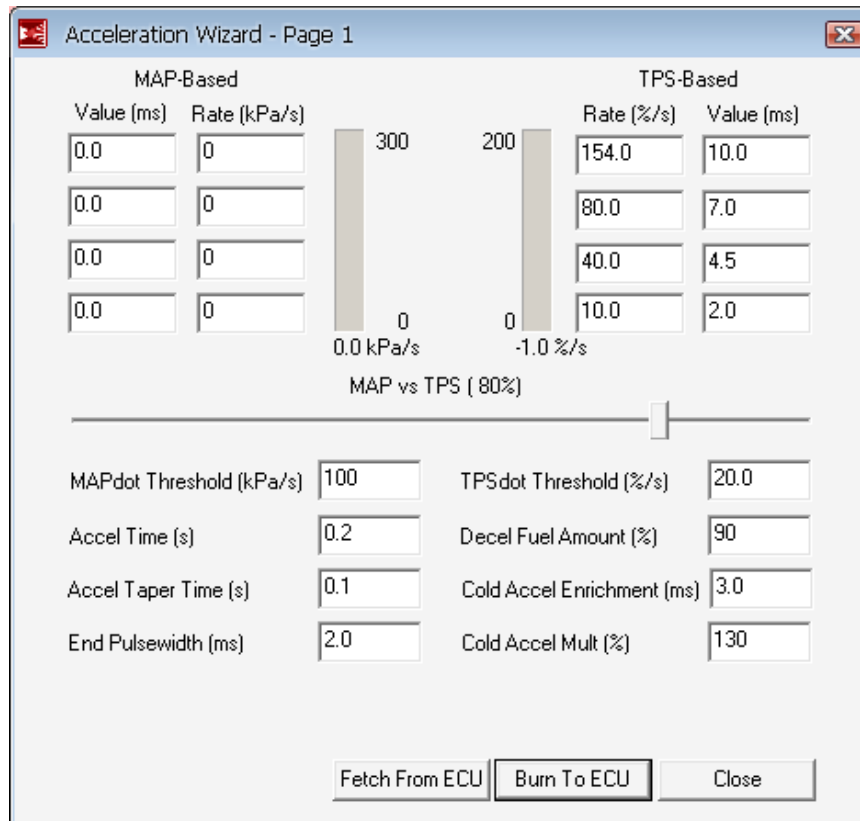 Acceleration Wizard - Page 1
MAP-Based TPS-Based
Value (ms) Rate (kPa/s) Rate (%/s) Value (ms)
0.0 0 300 200 154.0 10.0
0.0 0 80.0 7.0
0.0 0 40.0 4.5
0.0 0 0 0 10.0 2.0
0.0 kPa/s -1.0 %/s
MAP vs TPS ( 80%)
MAPdot Threshold (kPa/s) 100 TPSdot Threshold (%/s) 20.0
Accel Time (s) 0.2 Decel Fuel Amount (%) 90
Accel Taper Time (s) 0.1 Cold Accel Enrichment (ms) 3.0
End Pulsewidth (ms) 2.0 Cold Accel Mult (%) 130
Fetch From ECU Burn To ECU Close